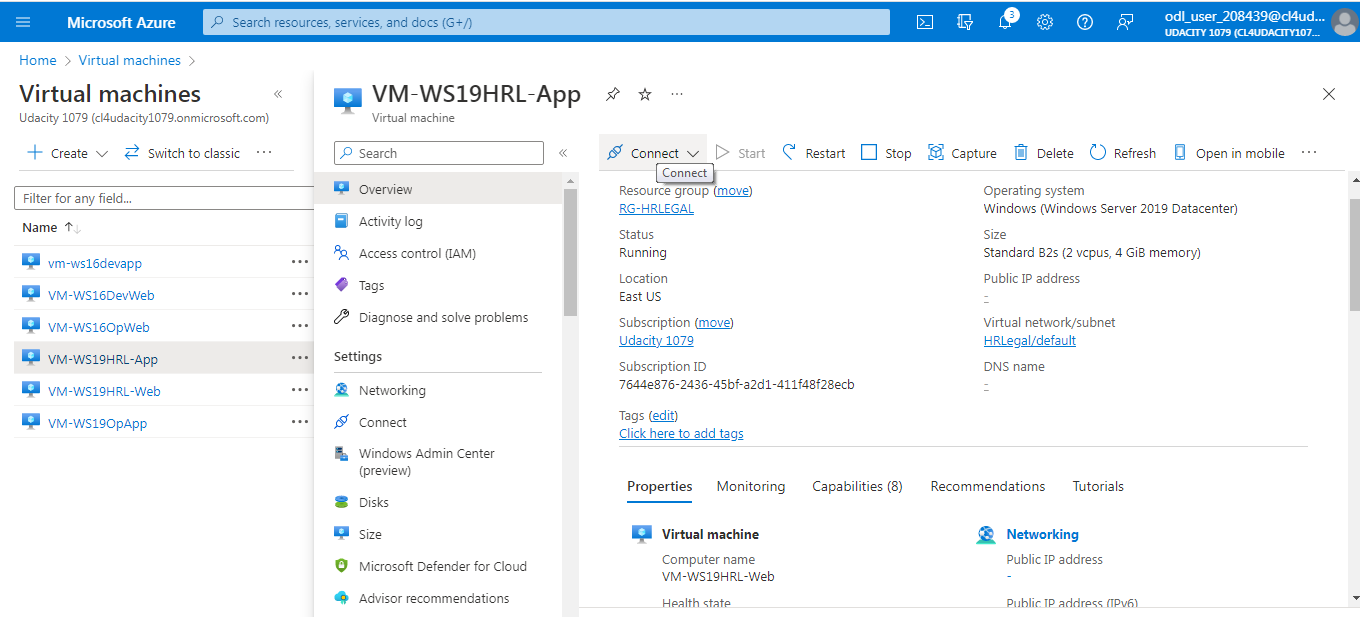 Microsoft Azure
Search resources, services, and docs (G+/)
3
odl_user_208439@cl4ud...
UDACITY 1079 (CL4UDACITY107...
Home > Virtual machines >
Virtual machines
Udacity 1079 (cl4udacity1079.onmicrosoft.com)
Create
Switch to classic
...
Filter for any field...
Name
vm-ws16devapp
VM-WS16DevWeb
VM-WS16OpWeb
VM-WS19HRL-App
VM-WS19HRL-Web
VM-WS19OpApp
VM-WS19HRL-App
Virtual machine
Search
Overview
Activity log
Access control (IAM)
Tags
Diagnose and solve problems
Settings
Networking
Connect
Windows Admin Center
(preview)
Disks
Size
Microsoft Defender for Cloud
Advisor recommendations
Connect
Start
Restart
Stop
Capture
Delete
Refresh
Open in mobile
...
Connect
Resource group (move)
RG-HRLEGAL
Status
Running
Location
East US
Subscription (move)
Udacity 1079
Subscription ID
7644e876-2436-45bf-a2d1-411f48f28ecb
Tags (edit)
Click here to add tags
Operating system
Windows (Windows Server 2019 Datacenter)
Size
Standard B2s (2 vcpus, 4 GiB memory)
Public IP address
-
Virtual network/subnet
HRLegal/default
DNS name
-
Properties
Monitoring
Capabilities (8)
Recommendations
Tutorials
Virtual machine
Computer name
VM-WS19HRL-Web
Health state
Networking
Public IP address
-
Public IP address (IPv6)